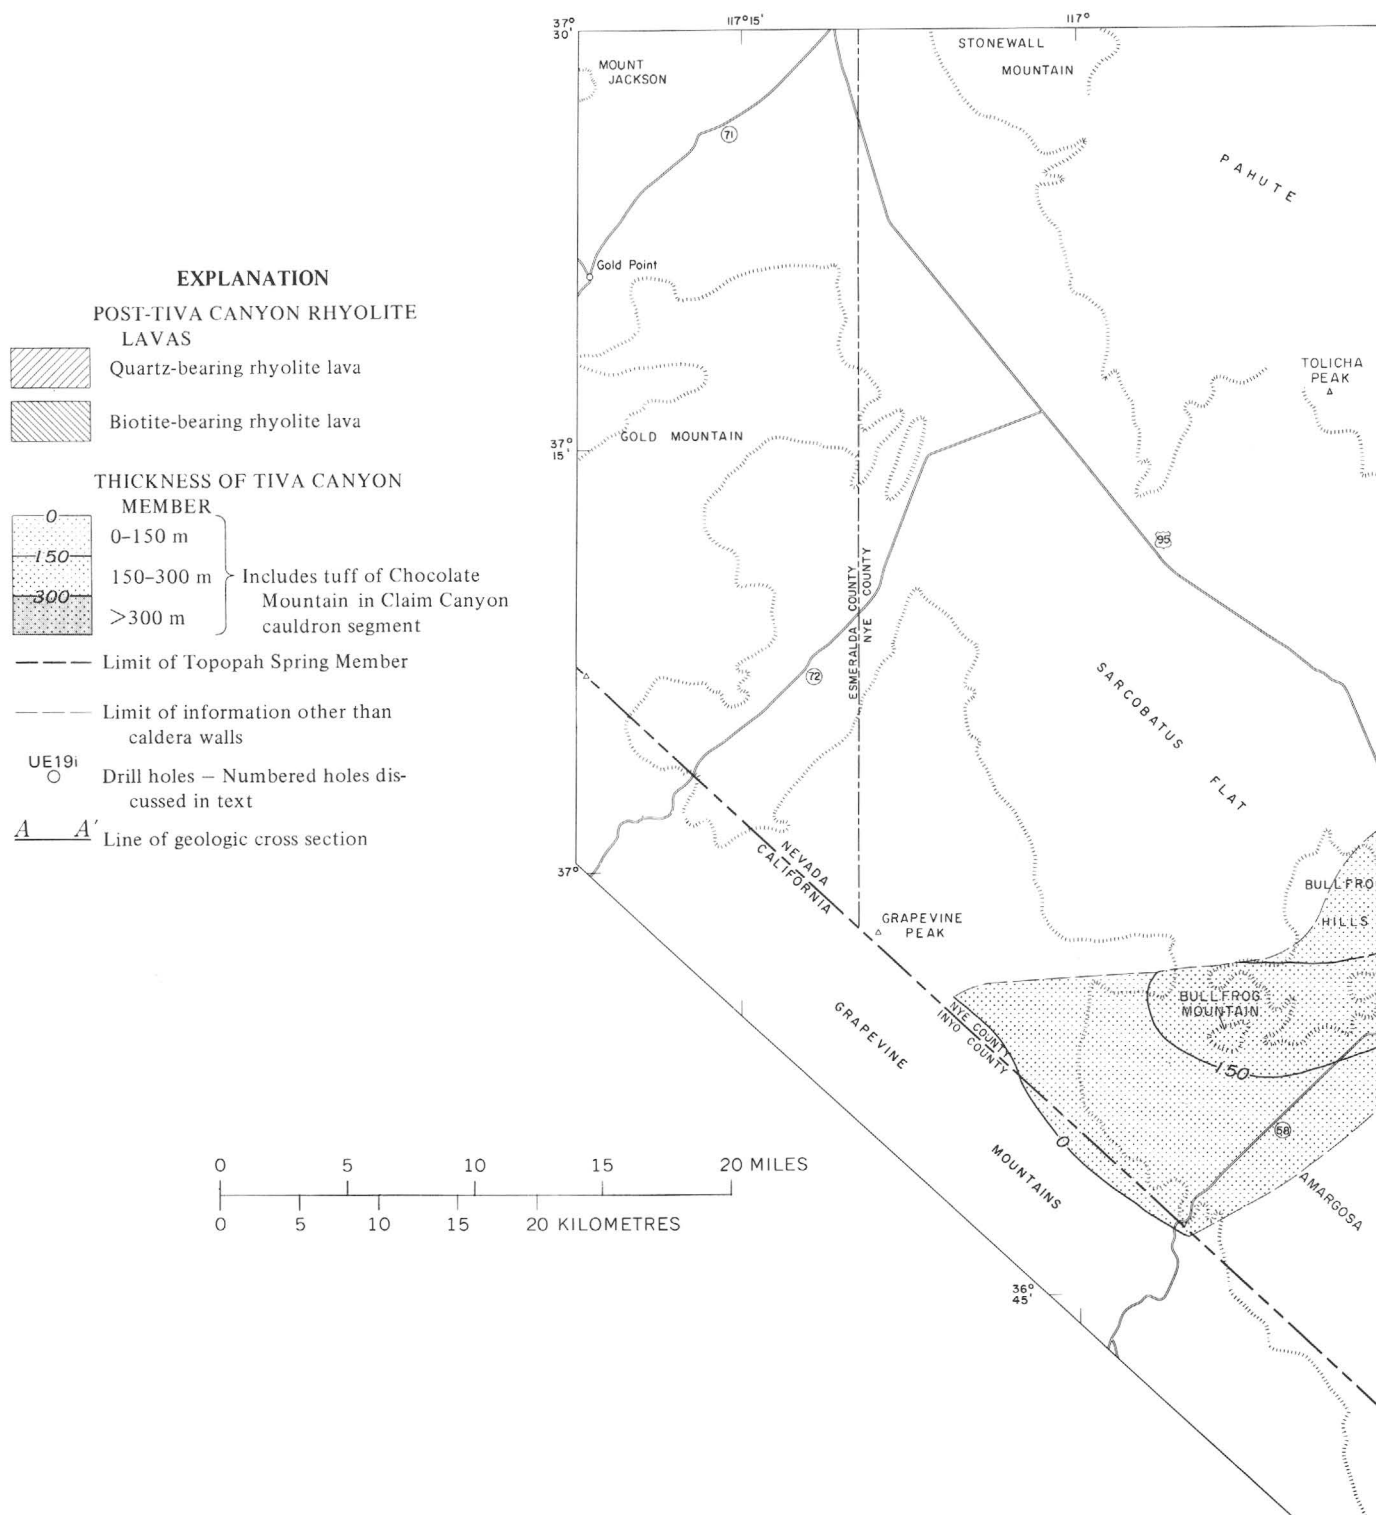 EXPLANATION
POST-TIVA CANYON RHYOLITE
LAVAS
Quartz-bearing rhyolite lava
Biotite-bearing rhyolite lava
THICKNESS OF TIVA CANYON
MEMBER
0
0–150 m
150
150–300 m
300
>300 m
Includes tuff of Chocolate
Mountain in Claim Canyon
cauldron segment
Limit of Topopah Spring Member
Limit of information other than
caldera walls
UE19i
Drill holes – Numbered holes dis-
cussed in text
A A′
Line of geologic cross section
0 5 10 15 20 MILES
0 5 10 15 20 KILOMETRES
37°
30′
117°15′
117°
MOUNT
JACKSON
STONEWALL
MOUNTAIN
71
PAHUTE
Gold Point
TOLICHA
PEAK
37°
15′
GOLD MOUNTAIN
95
ESMERALDA COUNTY
NYE COUNTY
72
SARCOBATUS
FLAT
37°
NEVADA
CALIFORNIA
GRAPEVINE
PEAK
BULLFRO
HILLS
BULLFROG
MOUNTAIN
NYE COUNTY
INYO COUNTY
GRAPEVINE
MOUNTAINS
150
0
58
AMARGOSA
36°
45′